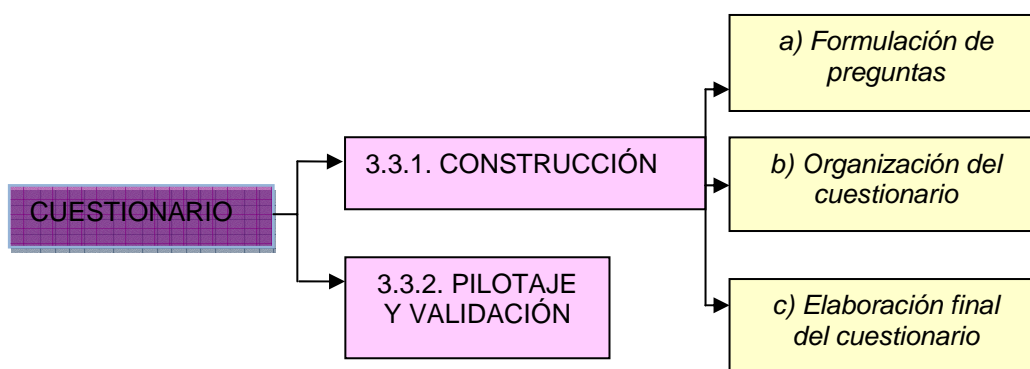 CUESTIONARIO
3.3.1. CONSTRUCCIÓN
3.3.2. PILOTAJE
Y VALIDACIÓN
a) Formulación de
preguntas
b) Organización del
cuestionario
c) Elaboración final
del cuestionario